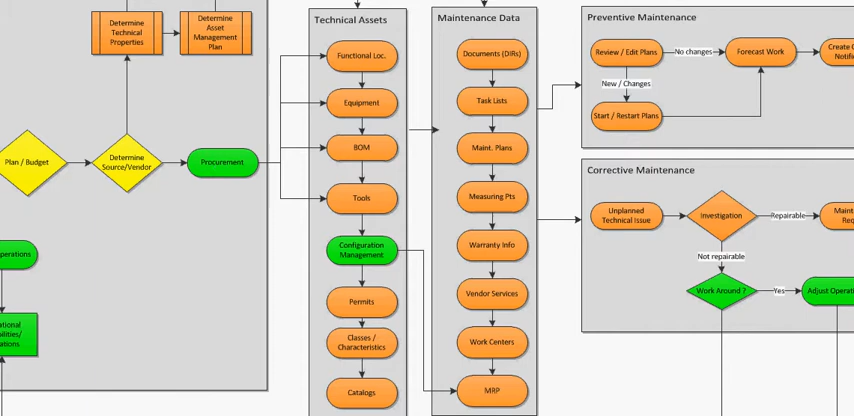 Determine
Technical
Properties
Determine
Asset
Management
Plan
Plan / Budget
Determine
Source/Vendor
Procurement
perations
ational
ilities/
ations
Technical Assets
Functional Loc.
Equipment
BOM
Tools
Configuration
Management
Permits
Classes /
Characteristics
Catalogs
Maintenance Data
Documents (DIRs)
Task Lists
Maint. Plans
Measuring Pts
Warranty Info
Vendor Services
Work Centers
MRP
Preventive Maintenance
Review / Edit Plans
No changes
Forecast Work
Create
Notifi
New / Changes
Start / Restart Plans
Corrective Maintenance
Unplanned
Technical Issue
Investigation
Repairable
Maint
Req
Not repairable
Work Around ?
Yes
Adjust Operati